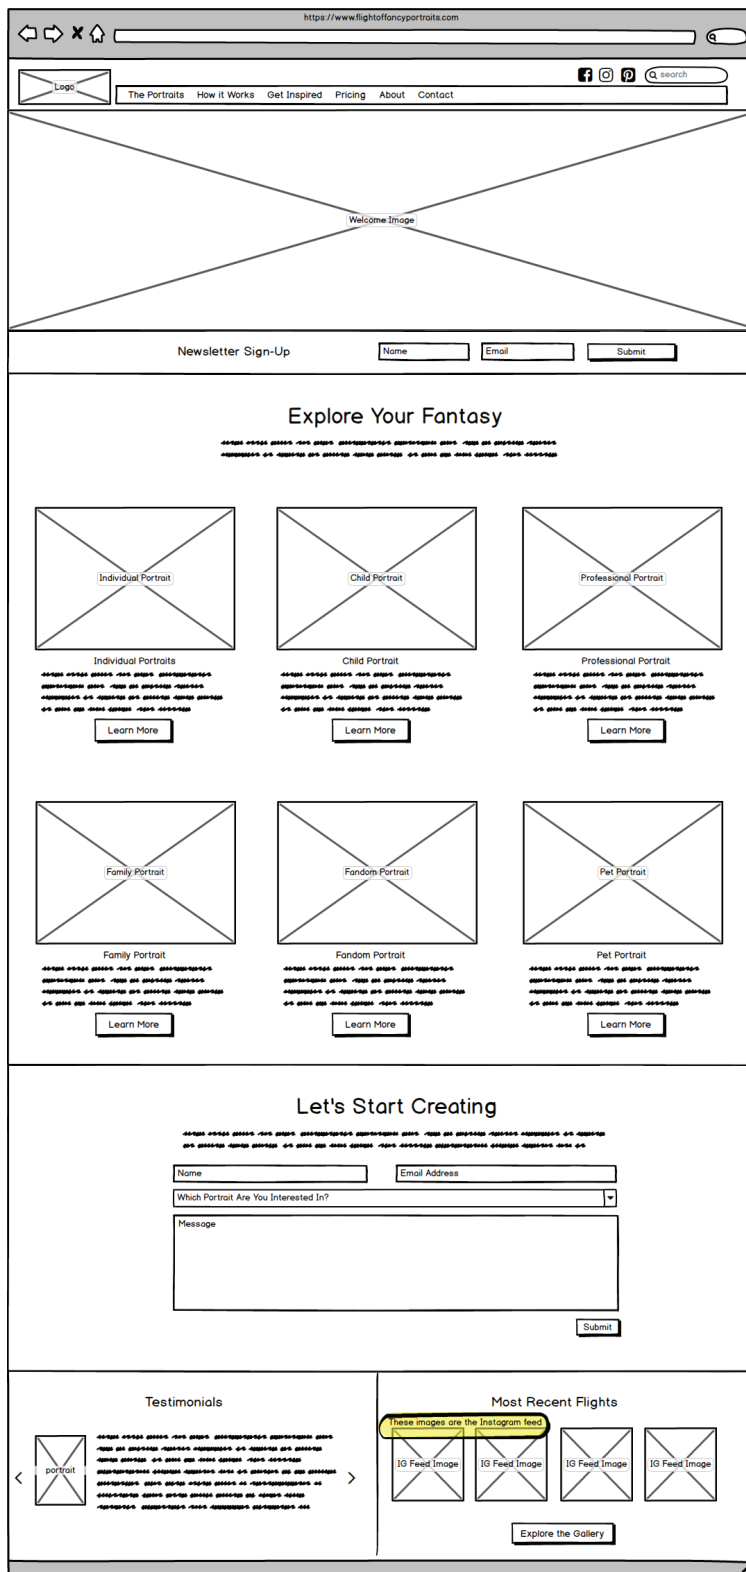 https://www.flightoffancyportraits.com
search
Logo
The Portraits How it Works Get Inspired Pricing About Contact
Welcome Image
Newsletter Sign-Up Name Email Submit
Explore Your Fantasy
Individual Portrait Child Portrait Professional Portrait
Individual Portraits Child Portrait Professional Portrait
Learn More Learn More Learn More
Family Portrait Fandom Portrait Pet Portrait
Family Portrait Fandom Portrait Pet Portrait
Learn More Learn More Learn More
Let's Start Creating
Name Email Address
Which Portrait Are You Interested In?
Message
Submit
Testimonials
portrait
Most Recent Flights
These images are the Instagram feed
IG Feed Image IG Feed Image IG Feed Image IG Feed Image
Explore the Gallery